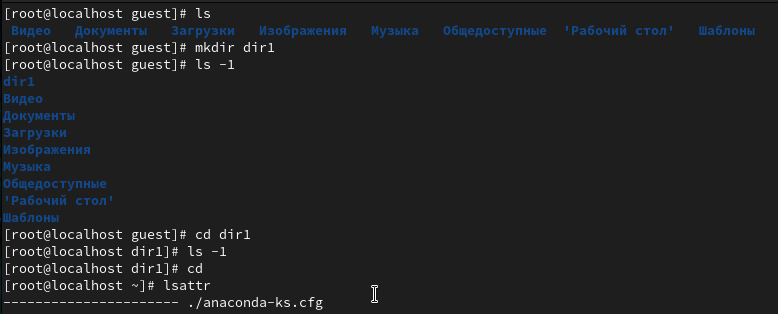 [root@localhost guest]# ls
Видео Документы Загрузки Изображения Музыка Общедоступные 'Рабочий стол' Шаблоны
[root@localhost guest]# mkdir dir1
[root@localhost guest]# ls -1
dir1
Видео
Документы
Загрузки
Изображения
Музыка
Общедоступные
'Рабочий стол'
Шаблоны
[root@localhost guest]# cd dir1
[root@localhost dir1]# ls -1
[root@localhost dir1]# cd
[root@localhost ~]# lsattr
---------------------- ./anaconda-ks.cfg